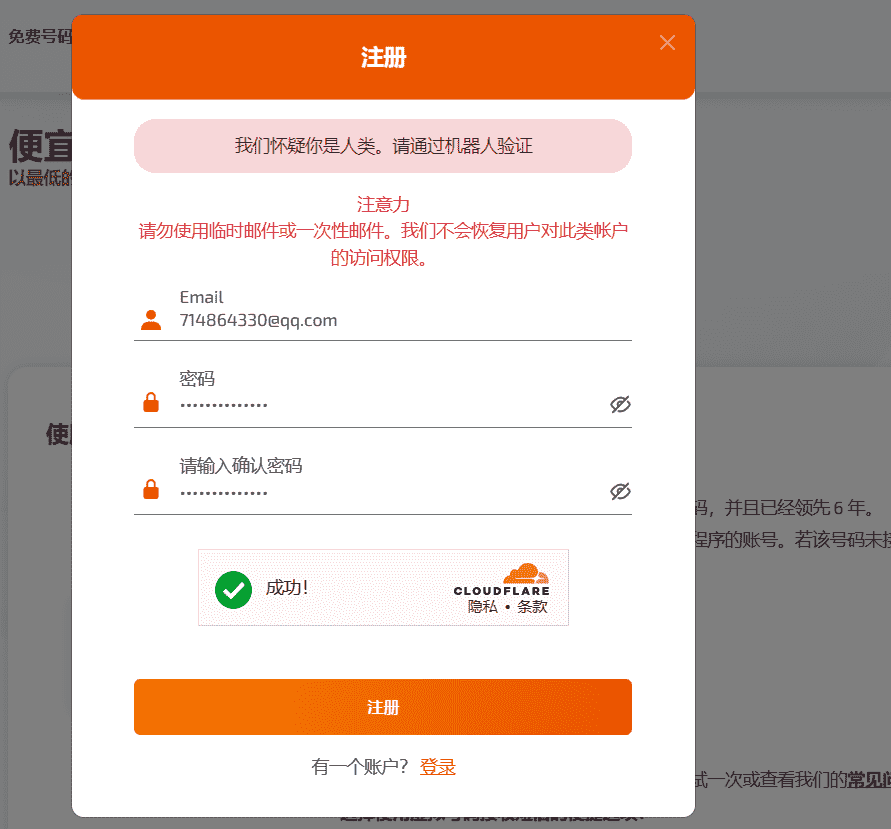 免费号码
注册
便宜
以最低的
我们怀疑你是人类。请通过机器人验证
注意力
请勿使用临时邮件或一次性邮件。我们不会恢复用户对此类帐户
的访问权限。
Email
714864330@qq.com
密码
••••••••••••••
使用
请输入确认密码
••••••••••••••
码，并且已经领先 6 年。
程序的账号。若该号码未接
成功！
CLOUDFLARE
隐私 • 条款
注册
有一个账户？ 登录
试一次或查看我们的常见问